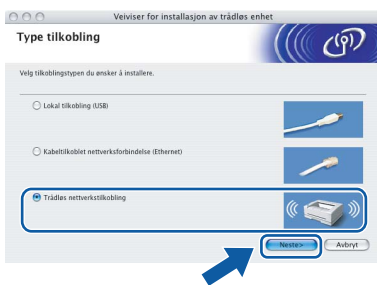 Veiviser for installasjon av trådløs enhet
Type tilkobling
Velg tilkoblingstypen du ønsker å installere.
Lokal tilkobling (USB)
Kabeltilkoblet nettverksforbindelse (Ethernet)
Trådløs nettverkstilkobling
Neste>
Avbryt